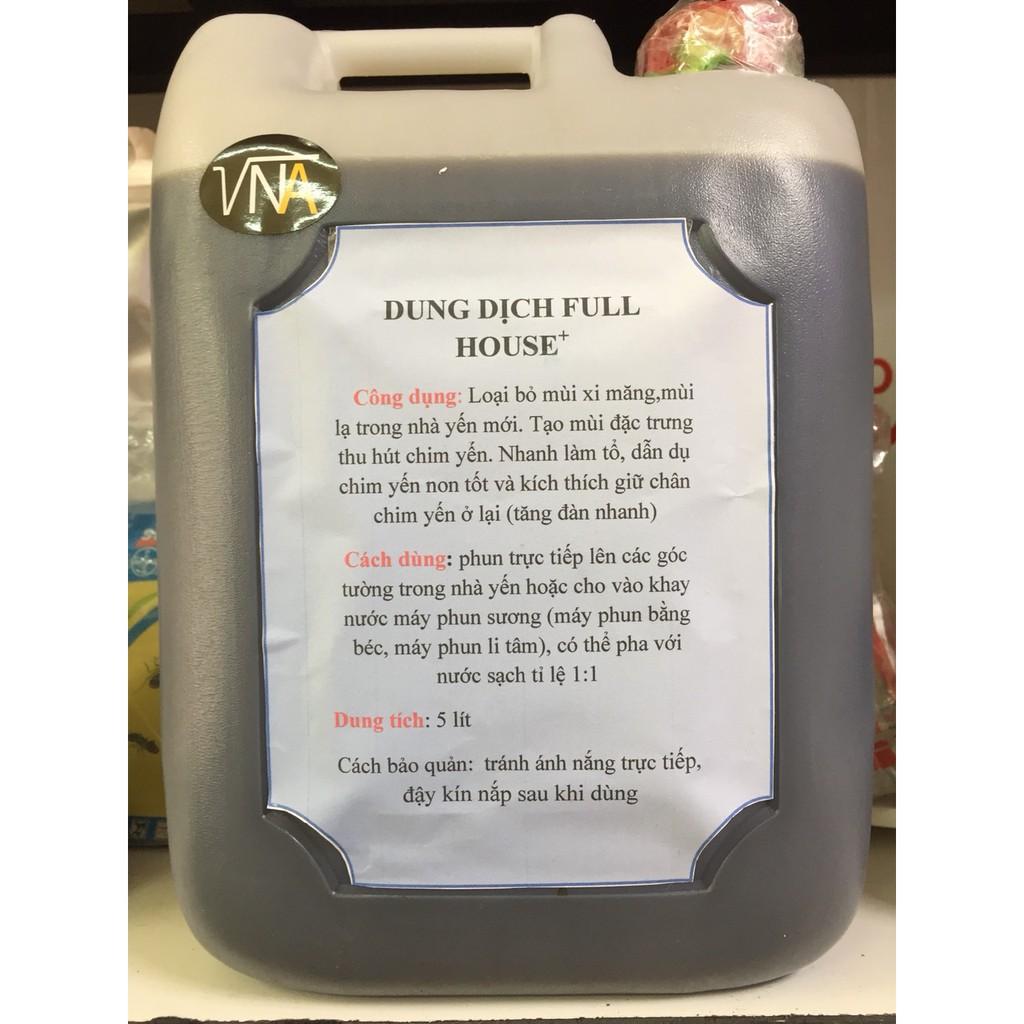 VNA
DUNG DỊCH FULL
HOUSE+
Công dụng: Loại bỏ mùi xi măng,mùi
lạ trong nhà yến mới. Tạo mùi đặc trưng
thu hút chim yến. Nhanh làm tổ, dẫn dụ
chim yến non tốt và kích thích giữ chân
chim yến ở lại (tăng đàn nhanh)
Cách dùng: phun trực tiếp lên các góc
tường trong nhà yến hoặc cho vào khay
nước máy phun sương (máy phun bằng
béc, máy phun li tâm), có thể pha với
nước sạch tỉ lệ 1:1
Dung tích: 5 lít
Cách bảo quản: tránh ánh nắng trực tiếp,
đậy kín nắp sau khi dùng